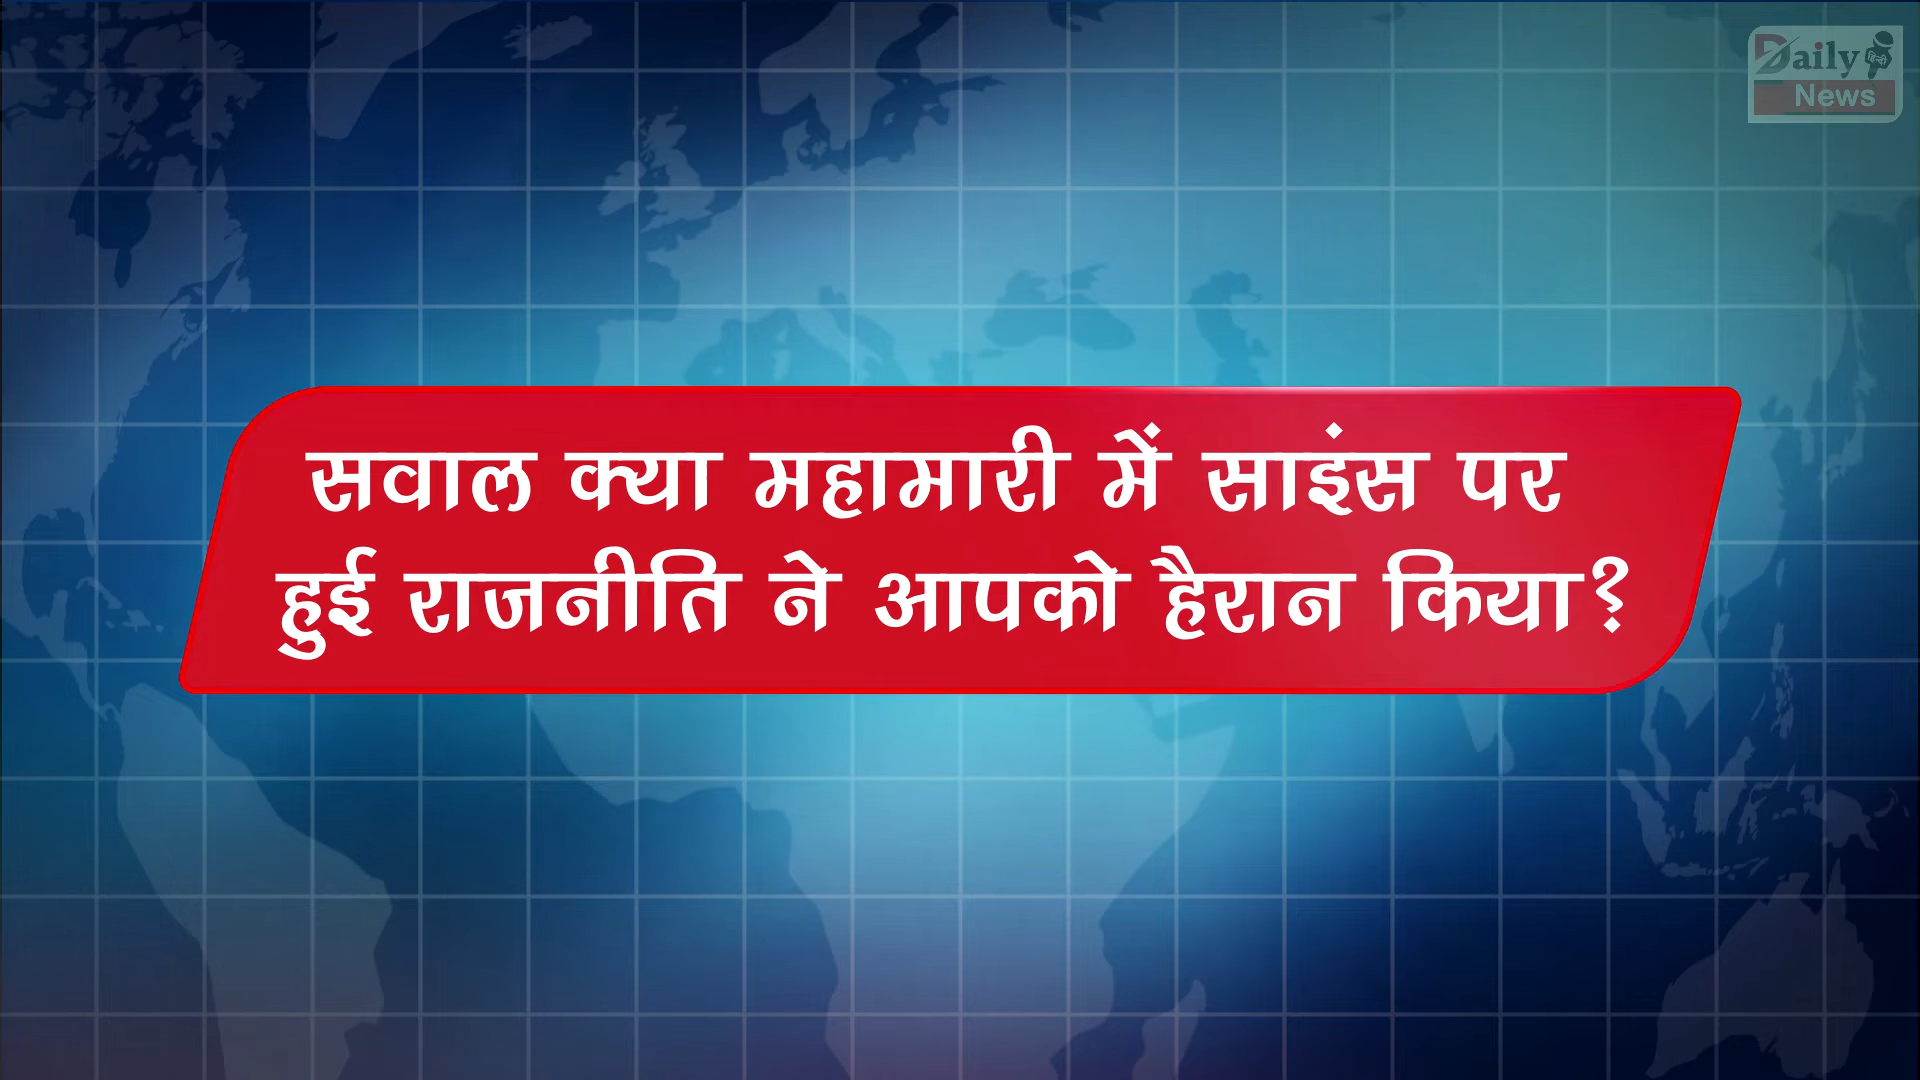 Daily हिन्दी
News
सवाल क्या महामारी में साइंस पर
हुई राजनीति ने आपको हैरान किया?